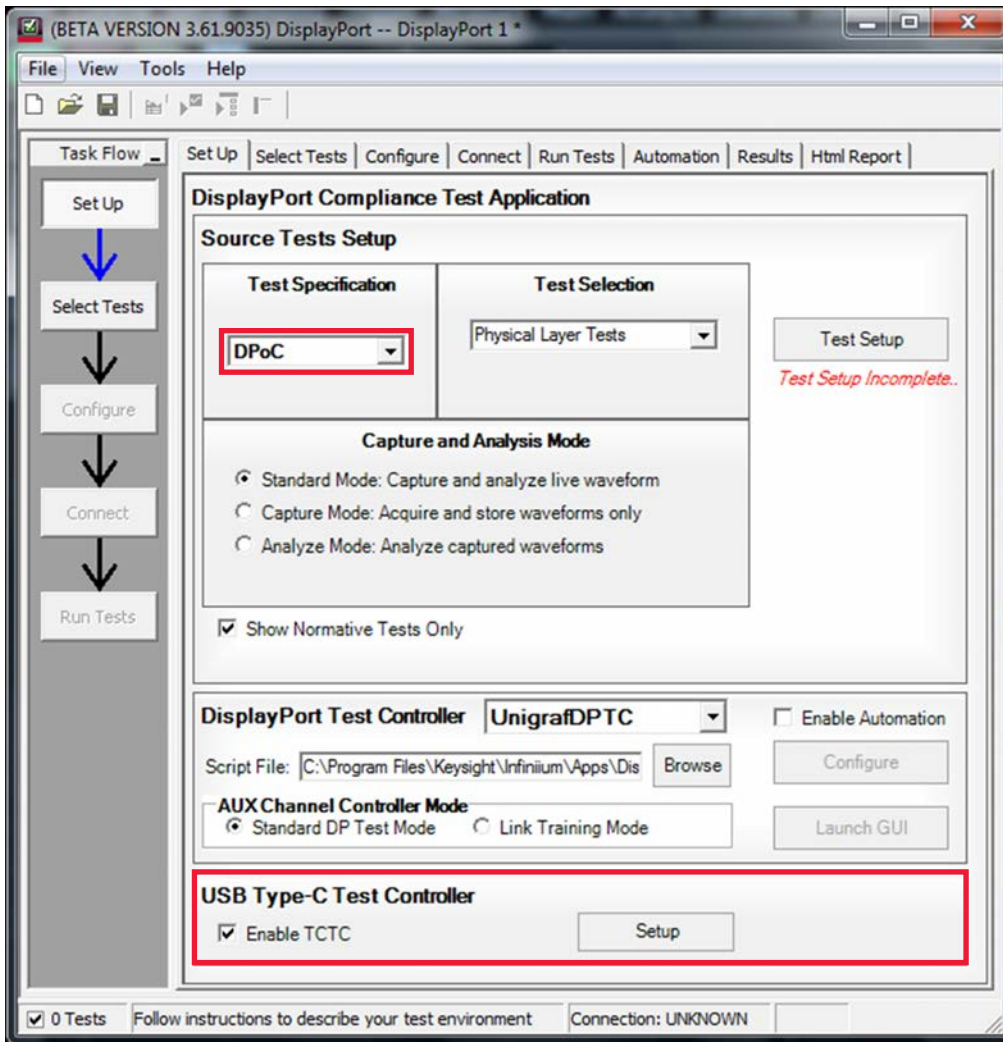 (BETA VERSION 3.61.9035) DisplayPort -- DisplayPort 1 *
File View Tools Help
Task Flow
Set Up
Select Tests
Configure
Connect
Run Tests
Set Up Select Tests Configure Connect Run Tests Automation Results Html Report
DisplayPort Compliance Test Application
Source Tests Setup
Test Specification
DPoC
Test Selection
Physical Layer Tests
Test Setup
Test Setup Incomplete..
Capture and Analysis Mode
Standard Mode: Capture and analyze live waveform
Capture Mode: Acquire and store waveforms only
Analyze Mode: Analyze captured waveforms
Show Normative Tests Only
DisplayPort Test Controller UnigrafDPTC Enable Automation
Script File: C:\Program Files\Keysight\Infiniium\Apps\Dis Browse Configure
AUX Channel Controller Mode
Standard DP Test Mode Link Training Mode Launch GUI
USB Type-C Test Controller
Enable TCTC Setup
0 Tests Follow instructions to describe your test environment Connection: UNKNOWN